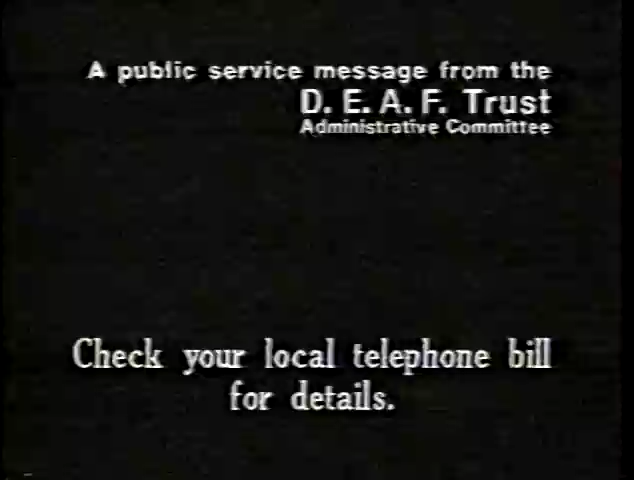 A public service message from the
D. E. A. F. Trust
Administrative Committee
Check your local telephone bill
for details.